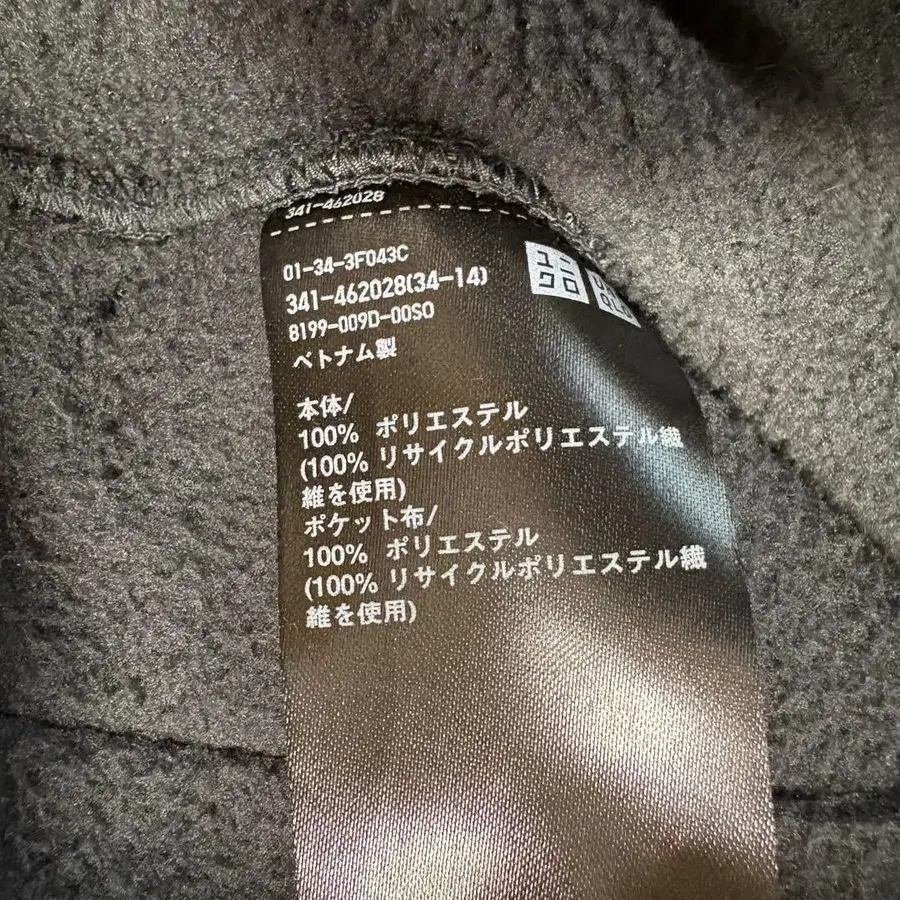 341-462028
01-34-3F043C
341-462028(34-14)
8199-009D-00SO
ベトナム製
ユニ
クロ
本体/
100% ポリエステル
(100% リサイクルポリエステル繊
維を使用)
ポケット布/
100% ポリエステル
(100% リサイクルポリエステル繊
維を使用)